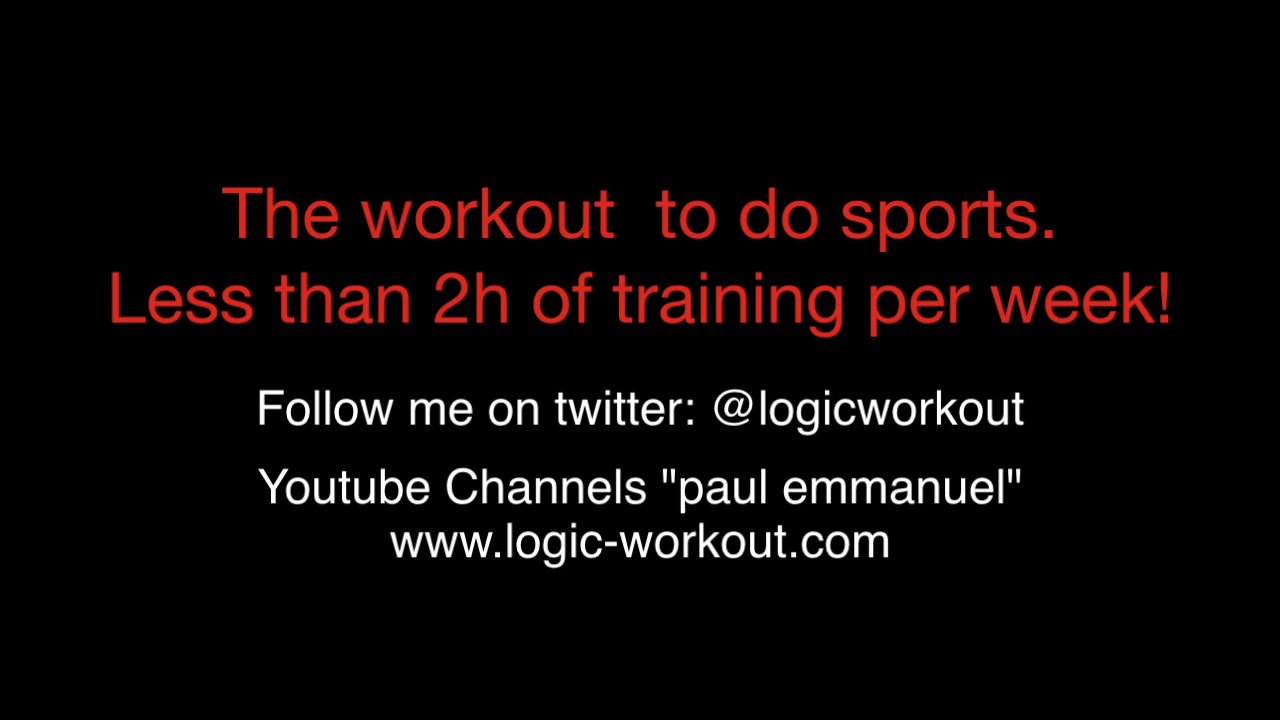 The workout  to do sports.
Less than 2h of training per week!
Follow me on twitter: @logicworkout
Youtube Channels "paul emmanuel"
www.logic-workout.com